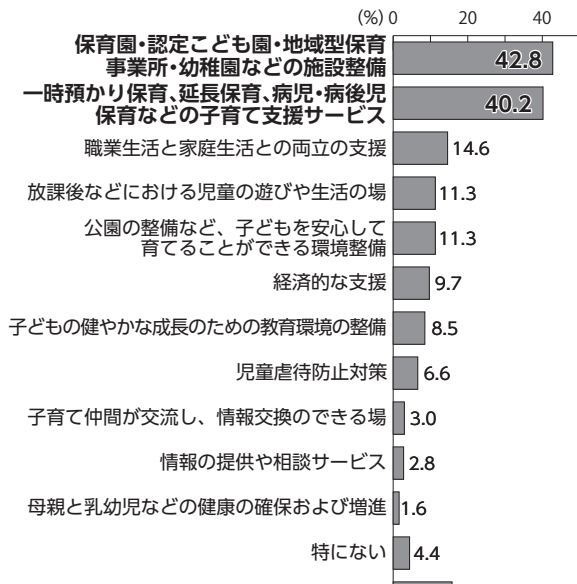 (%) 0 20 40
保育園・認定こども園・地域型保育
事業所・幼稚園などの施設整備
42.8
一時預かり保育、延長保育、病児・病後児
保育などの子育て支援サービス
40.2
職業生活と家庭生活との両立の支援
14.6
放課後などにおける児童の遊びや生活の場
11.3
公園の整備など、子どもを安心して
育てることができる環境整備
11.3
経済的な支援
9.7
子どもの健やかな成長のための教育環境の整備
8.5
児童虐待防止対策
6.6
子育て仲間が交流し、情報交換のできる場
3.0
情報の提供や相談サービス
2.8
母親と乳幼児などの健康の確保および増進
1.6
特にない
4.4